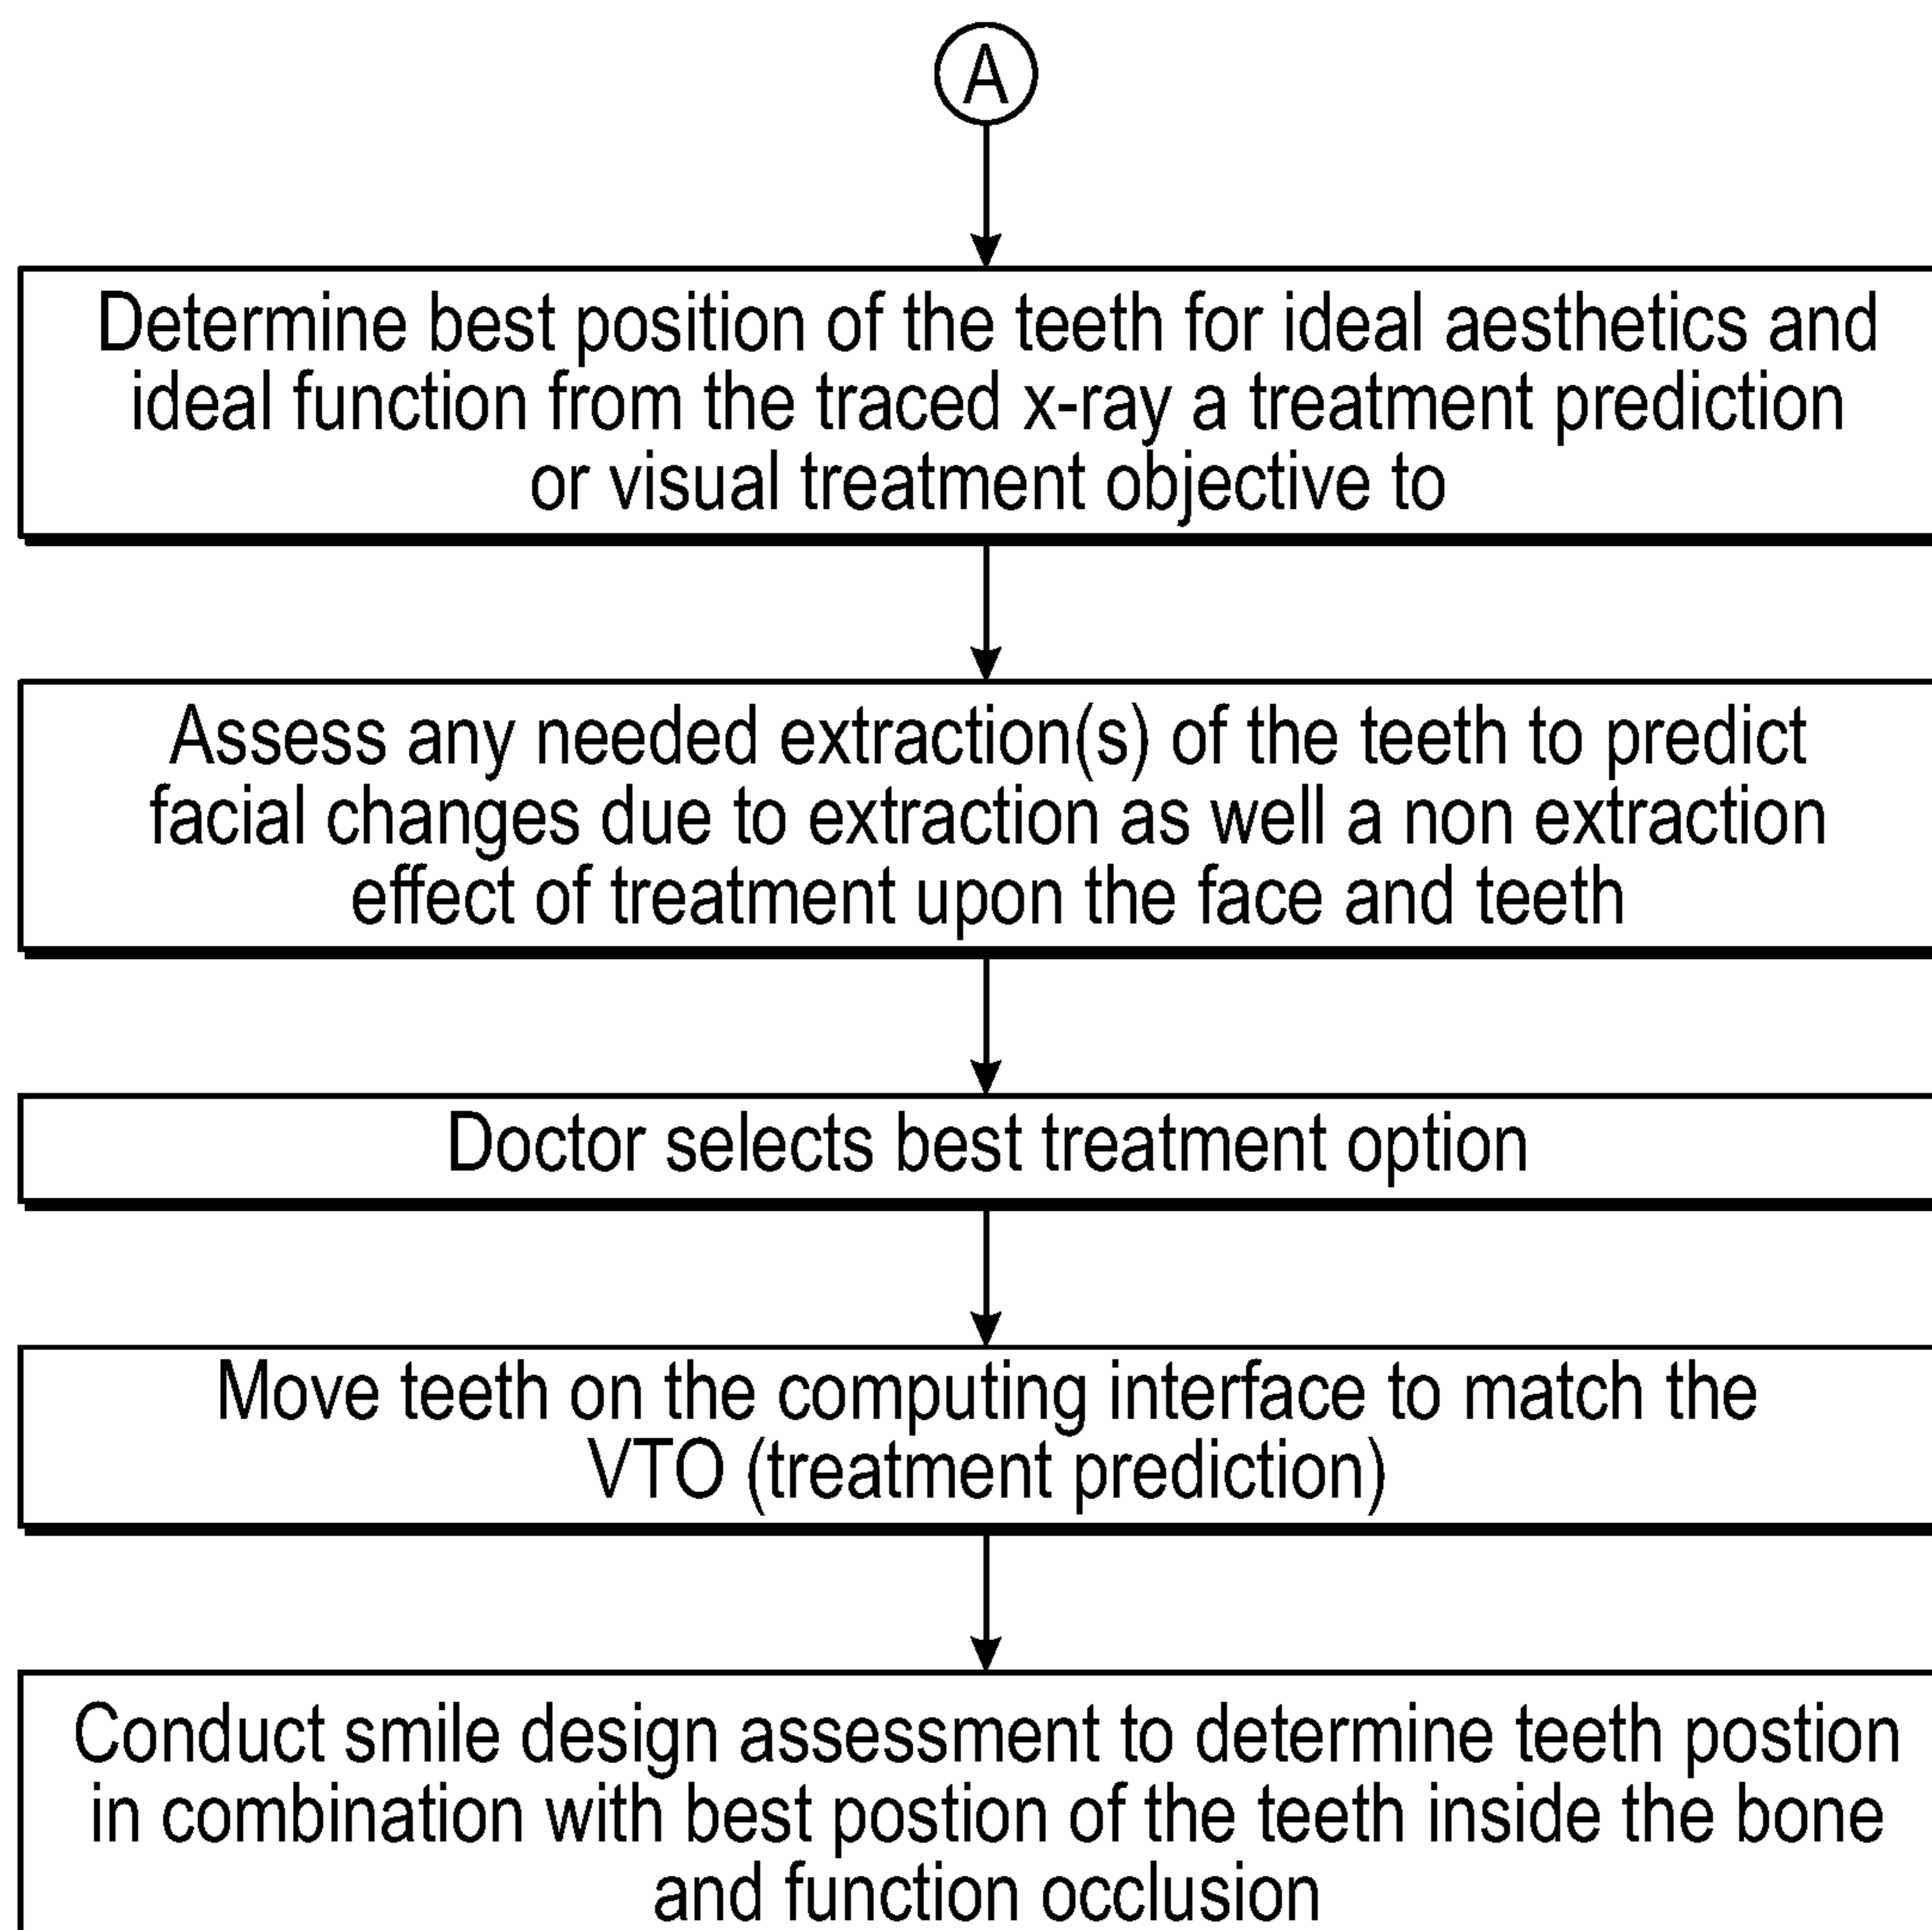 A
Determine best position of the teeth for ideal aesthetics and
ideal function from the traced x-ray a treatment prediction
or visual treatment objective to
Assess any needed extraction(s) of the teeth to predict
facial changes due to extraction as well a non extraction
effect of treatment upon the face and teeth
Doctor selects best treatment option
Move teeth on the computing interface to match the
VTO (treatment prediction)
Conduct smile design assessment to determine teeth postion
in combination with best postion of the teeth inside the bone
and function occlusion